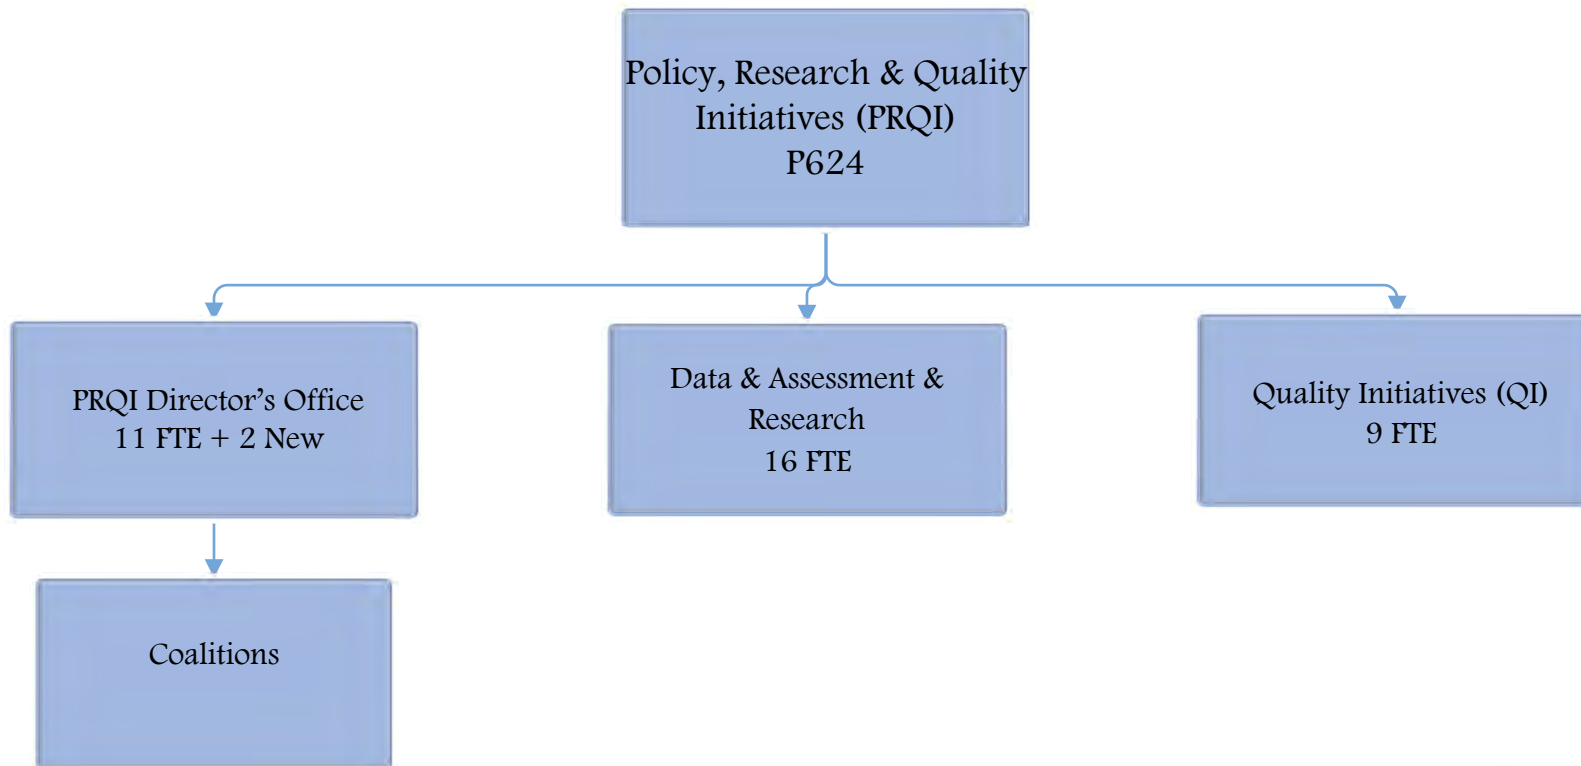 Policy, Research & Quality
Initiatives (PRQI)
P624
PRQI Director’s Office
11 FTE + 2 New
Data & Assessment &
Research
16 FTE
Quality Initiatives (QI)
9 FTE
Coalitions